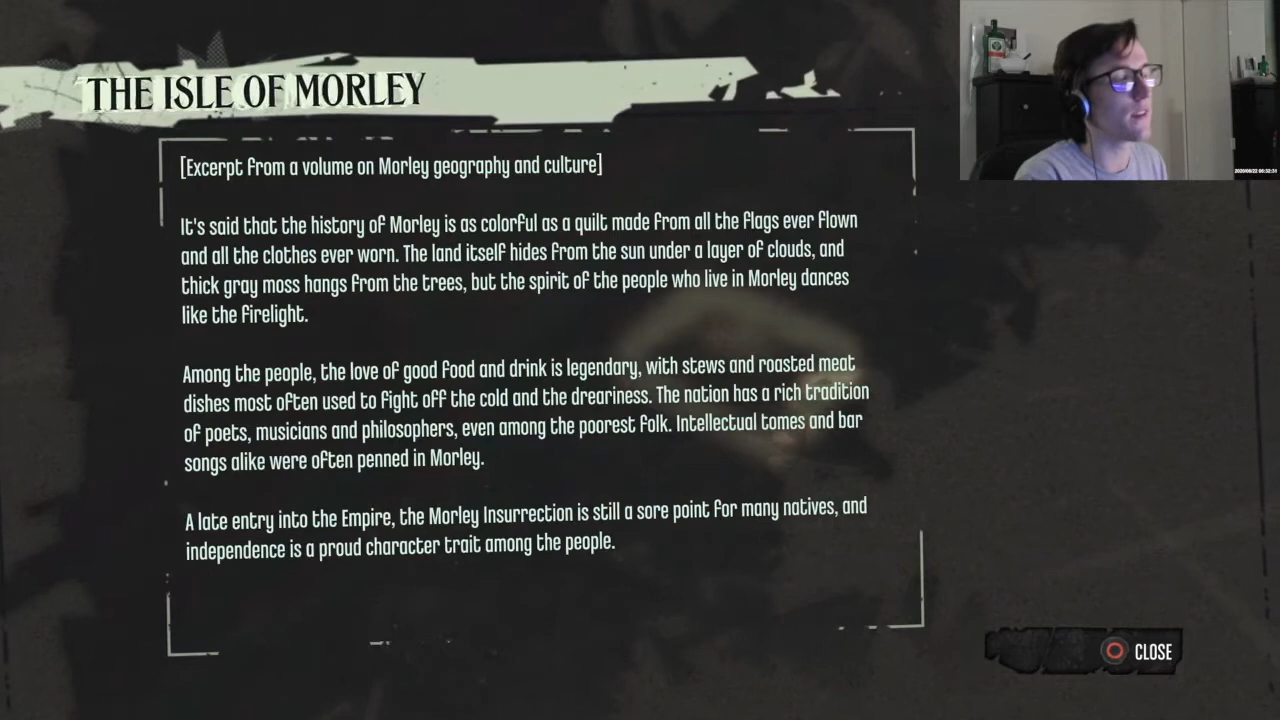 THE ISLE OF MORLEY
[Excerpt from a volume on Morley geography and culture]
It's said that the history of Morley is as colorful as a quilt made from all the flags ever flown
and all the clothes ever worn. The land itself hides from the sun under a layer of clouds, and
thick gray moss hangs from the trees, but the spirit of the people who live in Morley dances
like the firelight.
Among the people, the love of good food and drink is legendary, with stews and roasted meat
dishes most often used to fight off the cold and the dreariness. The nation has a rich tradition
of poets, musicians and philosophers, even among the poorest folk. Intellectual tomes and bar
songs alike were often penned in Morley.
A late entry into the Empire, the Morley Insurrection is still a sore point for many natives, and
independence is a proud character trait among the people.
CLOSE